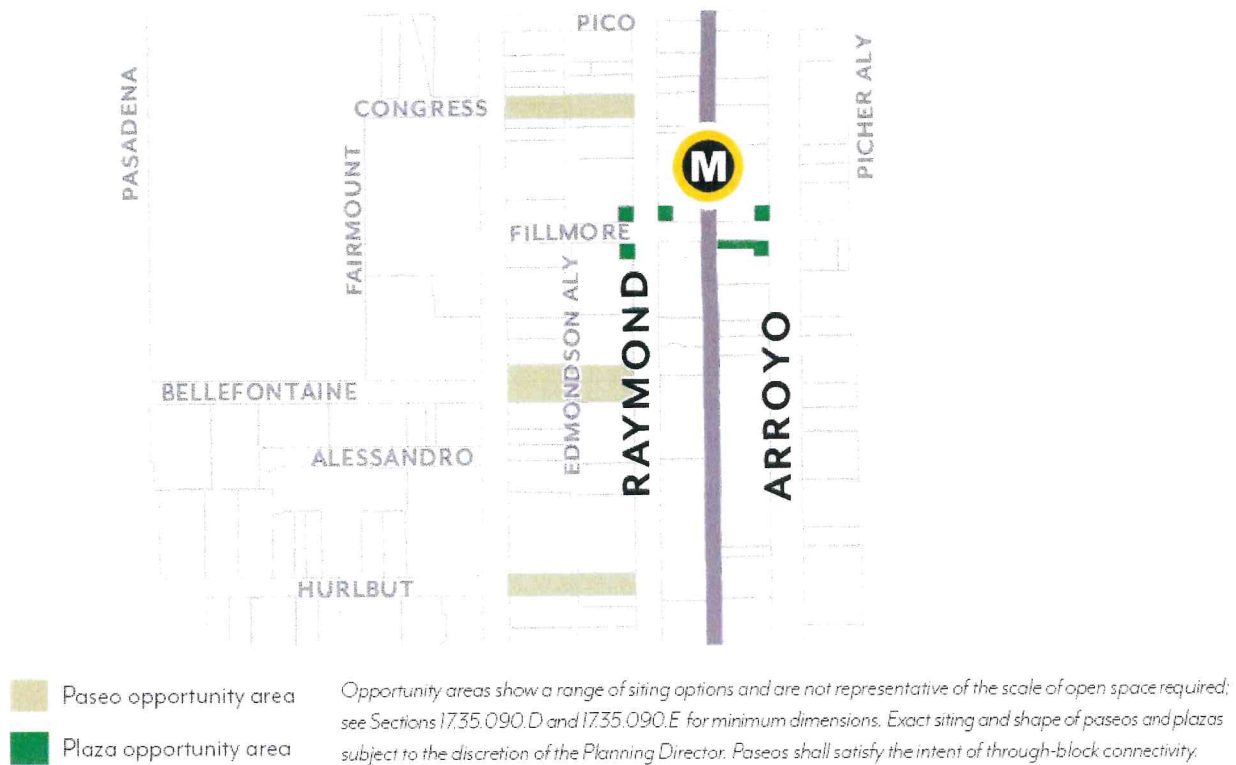 PICO
PASADENA
CONGRESS
PICHER ALY
M
FAIRMOUNT
FILLMORE
EDMONDSON ALY
RAYMOND
ARROYO
BELLEFONTAINE
ALESSANDRO
HURLBUT
Paseo opportunity area
Plaza opportunity area
Opportunity areas show a range of siting options and are not representative of the scale of open space required;
see Sections 17.35.090.D and 17.35.090.E for minimum dimensions. Exact siting and shape of paseos and plazas
subject to the discretion of the Planning Director. Paseos shall satisfy the intent of through-block connectivity.